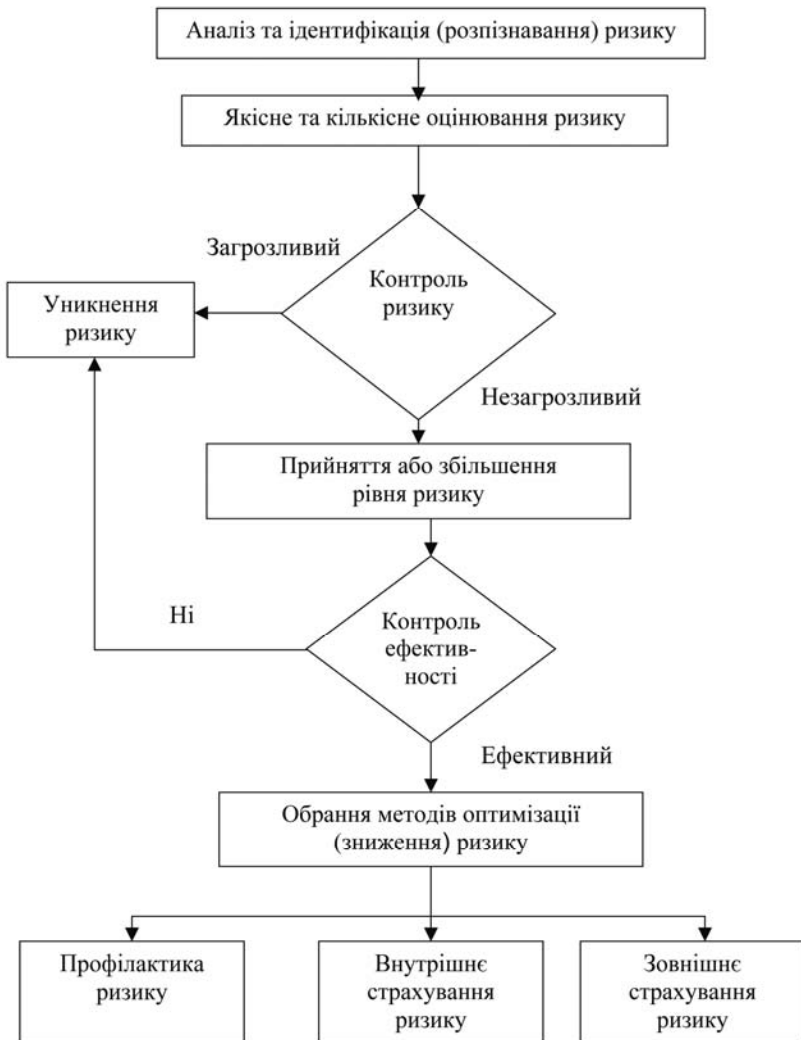 Аналіз та ідентифікація (розпізнавання) ризику
Якісне та кількісне оцінювання ризику
Загрозливий
Контроль
ризику
Уникнення
ризику
Незагрозливий
Прийняття або збільшення
рівня ризику
Ні
Контроль
ефектив-
ності
Ефективний
Обрання методів оптимізації
(зниження) ризику
Профілактика
ризику
Внутрішнє
страхування
ризику
Зовнішнє
страхування
ризику